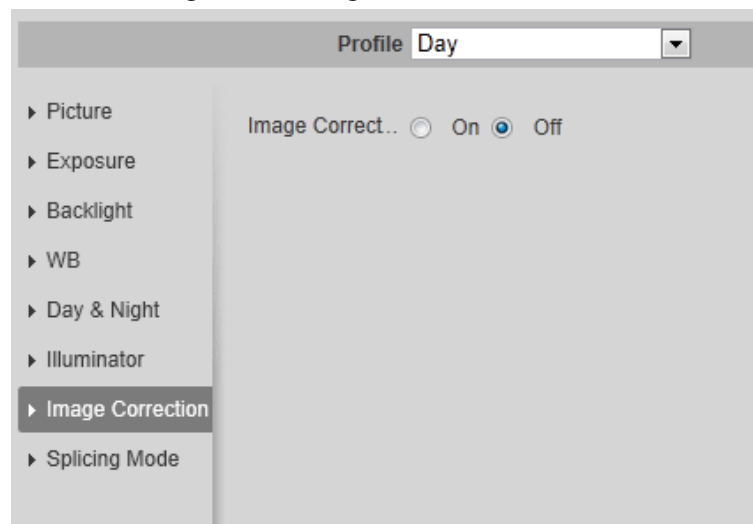 Profile Day
Picture
Image Correct.. On Off
Exposure
Backlight
WB
Day & Night
Illuminator
Image Correction
Splicing Mode